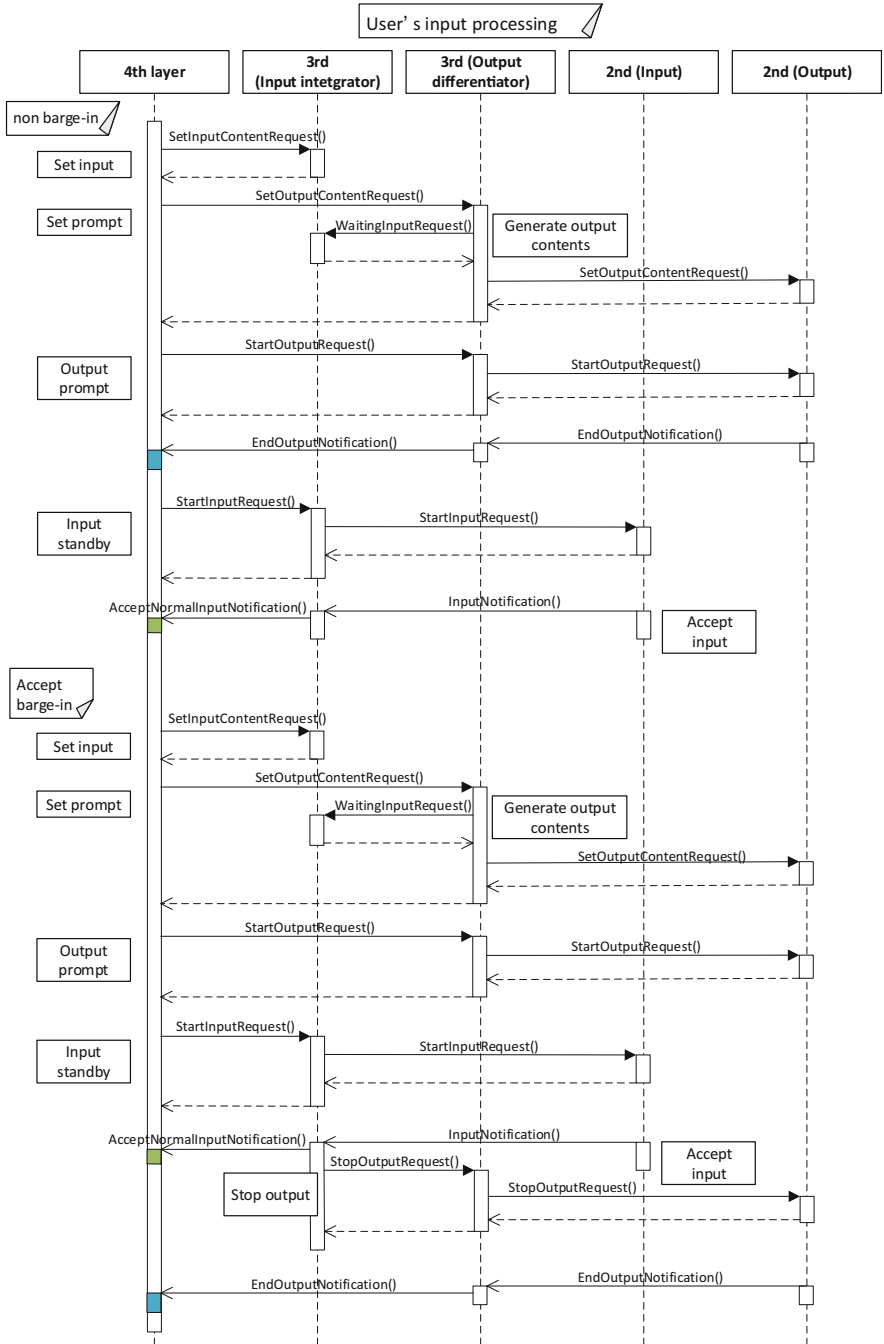 User's input processing
4th layer
3rd
(Input intetgrator)
3rd (Output
differentiator)
2nd (Input)
2nd (Output)
non barge-in
SetInputContentRequest()
Set input
SetOutputContentRequest()
Set prompt
WaitingInputRequest()
Generate output
contents
SetOutputContentRequest()
StartOutputRequest()
Output
prompt
StartOutputRequest()
EndOutputNotification()
EndOutputNotification()
StartInputRequest()
Input
standby
StartInputRequest()
InputNotification()
AcceptNormalInputNotification()
Accept
input
Accept
barge-in
SetInputContentRequest()
Set input
SetOutputContentRequest()
Set prompt
WaitingInputRequest()
Generate output
contents
SetOutputContentRequest()
StartOutputRequest()
Output
prompt
StartOutputRequest()
StartInputRequest()
Input
standby
StartInputRequest()
InputNotification()
AcceptNormalInputNotification()
Accept
input
StopOutputRequest()
Stop output
StopOutputRequest()
EndOutputNotification()
EndOutputNotification()